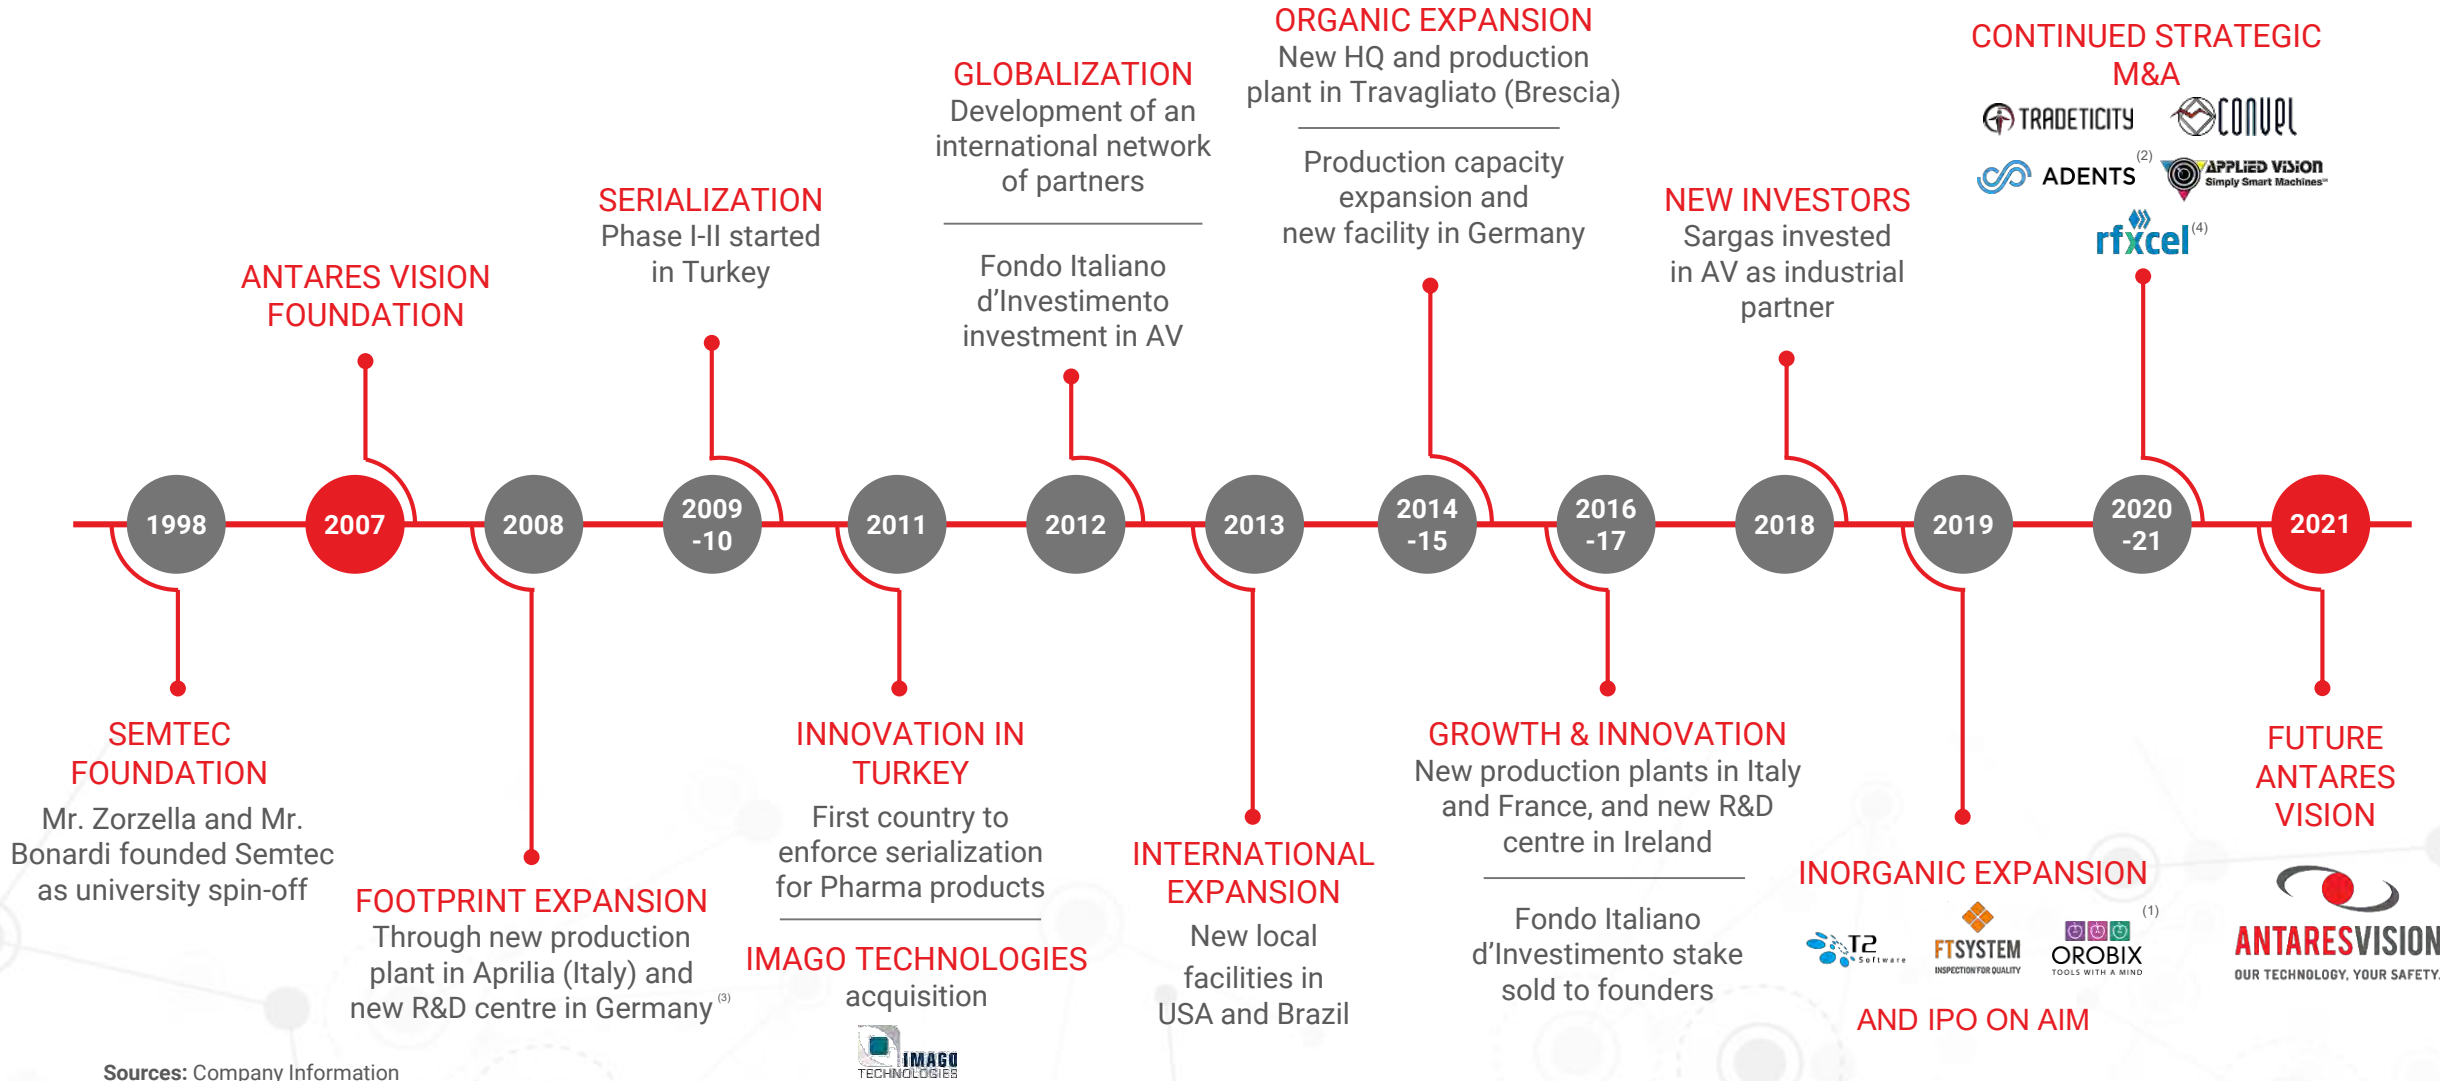 ORGANIC EXPANSION
New HQ and production
plant in Travagliato (Brescia)
Production capacity
expansion and
new facility in Germany
CONTINUED STRATEGIC
M&A
TRADETICITY
CONVEL
ADENTS
(2)
APPLIED VISION
Simply Smart Machines
SM
rfxcel
(4)
GLOBALIZATION
Development of an
international network
of partners
Fondo Italiano
d’Investimento
investment in AV
SERIALIZATION
Phase I-II started
in Turkey
NEW INVESTORS
Sargas invested
in AV as industrial
partner
ANTARES VISION
FOUNDATION
1998
2007
2008
2009
-10
2011
2012
2013
2014
-15
2016
-17
2018
2019
2020
-21
2021
SEMTEC
FOUNDATION
Mr. Zorzella and Mr.
Bonardi founded Semtec
as university spin-off
FOOTPRINT EXPANSION
Through new production
plant in Aprilia (Italy) and
new R&D centre in Germany
(3)
INNOVATION IN
TURKEY
First country to
enforce serialization
for Pharma products
IMAGO TECHNOLOGIES
acquisition
IMAGO
TECHNOLOGIES
INTERNATIONAL
EXPANSION
New local
facilities in
USA and Brazil
GROWTH & INNOVATION
New production plants in Italy
and France, and new R&D
centre in Ireland
Fondo Italiano
d’Investimento stake
sold to founders
INORGANIC EXPANSION
T2
Software
FTSYSTEM
INSPECTION FOR QUALITY
(1)
OROBIX
TOOLS WITH A MIND
AND IPO ON AIM
FUTURE
ANTARES
VISION
ANTARESVISION
OUR TECHNOLOGY, YOUR SAFETY.
Sources: Company Information